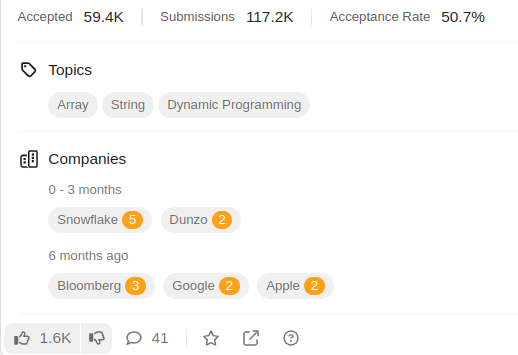 Accepted 59.4K Submissions 117.2K Acceptance Rate 50.7%
Topics
Array String Dynamic Programming
Companies
0 - 3 months
Snowflake 5 Dunzo 2
6 months ago
Bloomberg 3 Google 2 Apple 2
1.6K 41